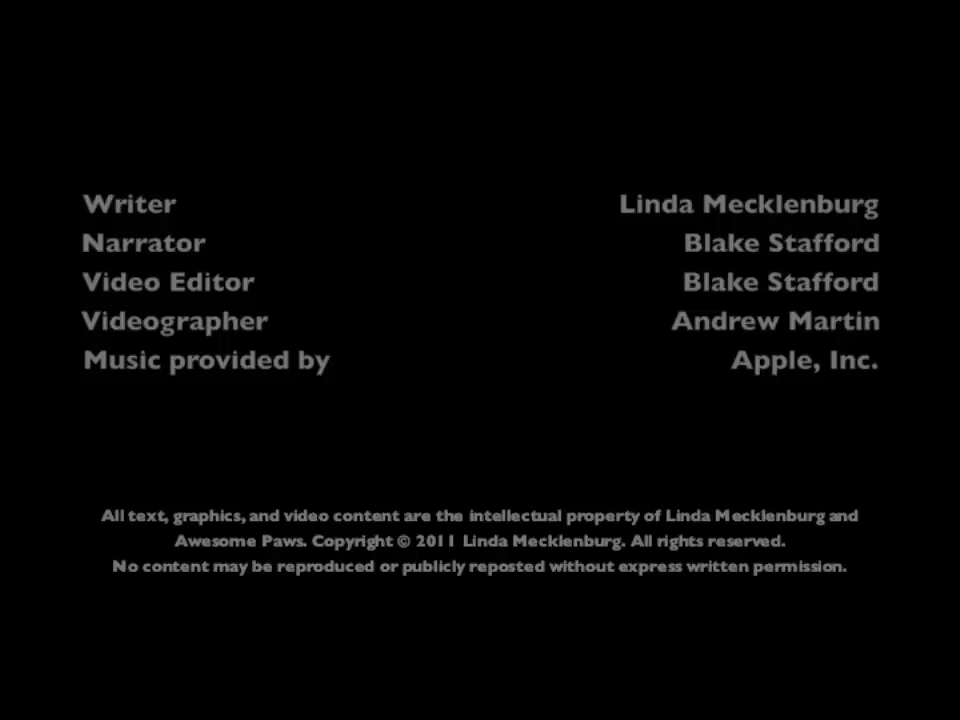 Writer Linda Mecklenburg
Narrator Blake Stafford
Video Editor Blake Stafford
Videographer Andrew Martin
Music provided by Apple, Inc.
All text, graphics, and video content are the intellectual property of Linda Mecklenburg and
Awesome Paws. Copyright © 2011 Linda Mecklenburg. All rights reserved.
No content may be reproduced or publicly reposted without express written permission.